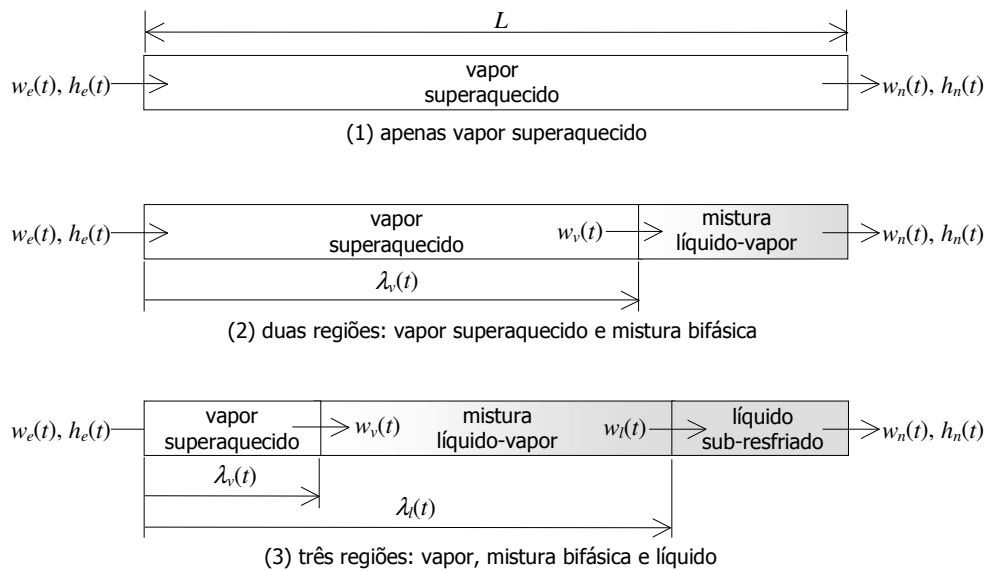 L
wₑ(t), hₑ(t)
vapor
superaquecido
wₙ(t), hₙ(t)
(1) apenas vapor superaquecido
wₑ(t), hₑ(t)
vapor
superaquecido
wᵥ(t)
mistura
líquido-vapor
wₙ(t), hₙ(t)
λᵥ(t)
(2) duas regiões: vapor superaquecido e mistura bifásica
wₑ(t), hₑ(t)
vapor
superaquecido
wᵥ(t)
mistura
líquido-vapor
wₗ(t)
líquido
sub-resfriado
wₙ(t), hₙ(t)
λᵥ(t)
λₗ(t)
(3) três regiões: vapor, mistura bifásica e líquido